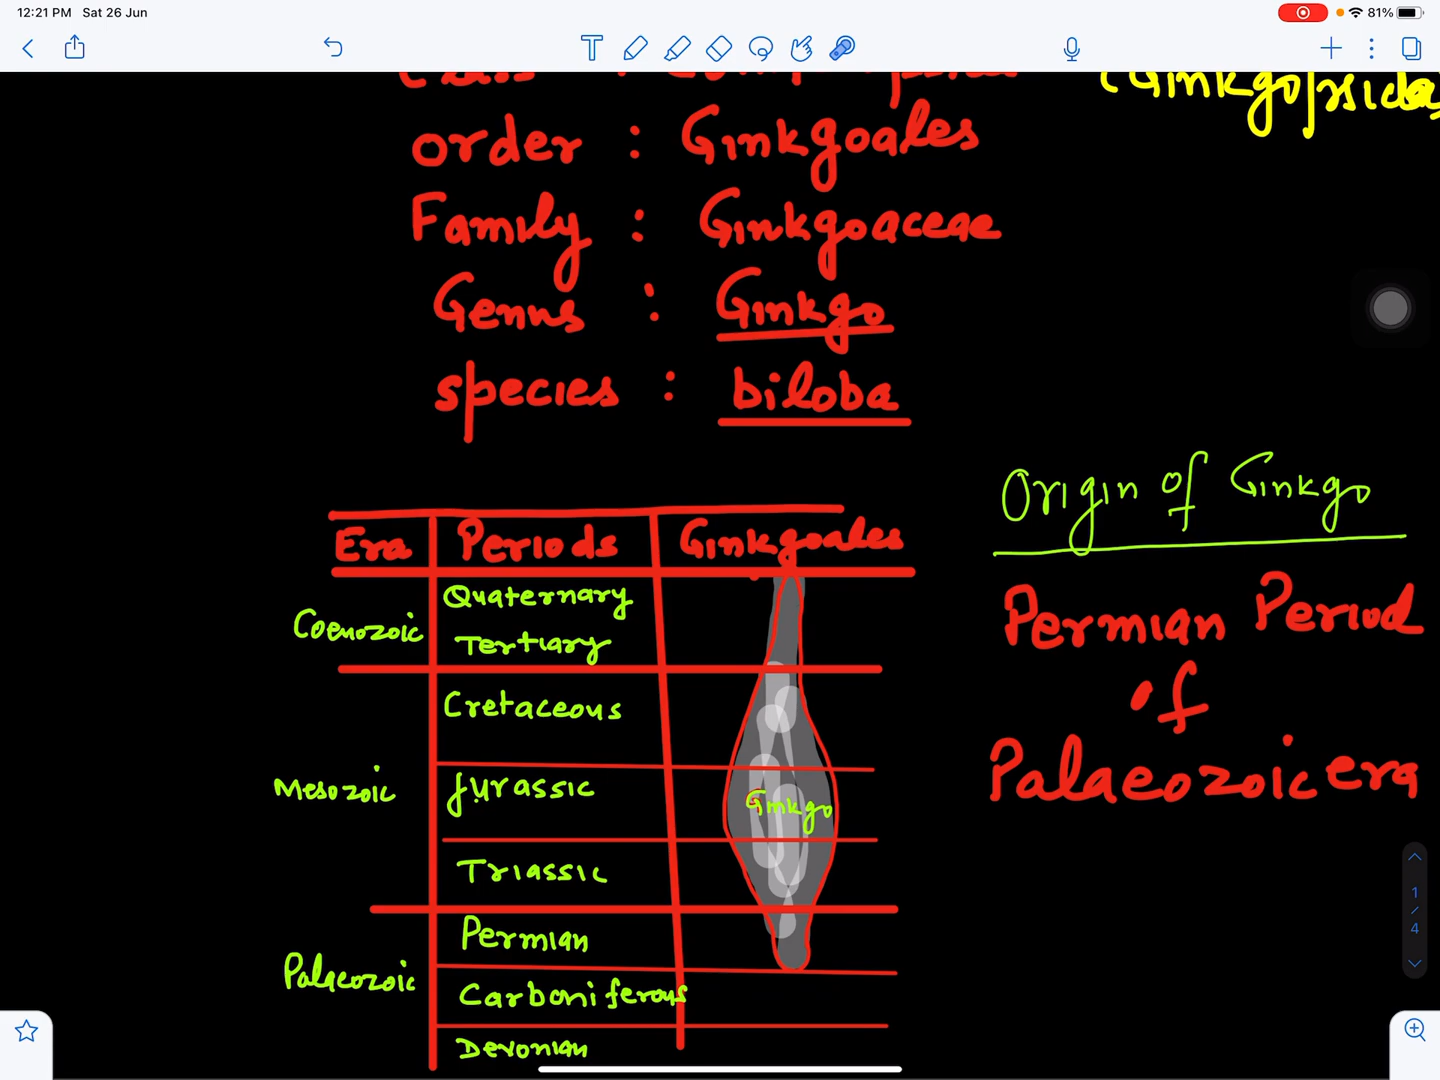 12:21 PM Sat 26 Jun
81%
(Ginkgopsida
order : Ginkgoales
Family : Ginkgoaceae
Genus : Ginkgo
species : biloba
Origin of Ginkgo
Permian Period
of
Palaeozoic era
Era Periods Ginkgoales
Coenozoic
Quaternary
Tertiary
Mesozoic
Cretaceous
Jurassic
Ginkgo
Triassic
Palaeozoic
Permian
Carboniferous
Devonian
1
/
4